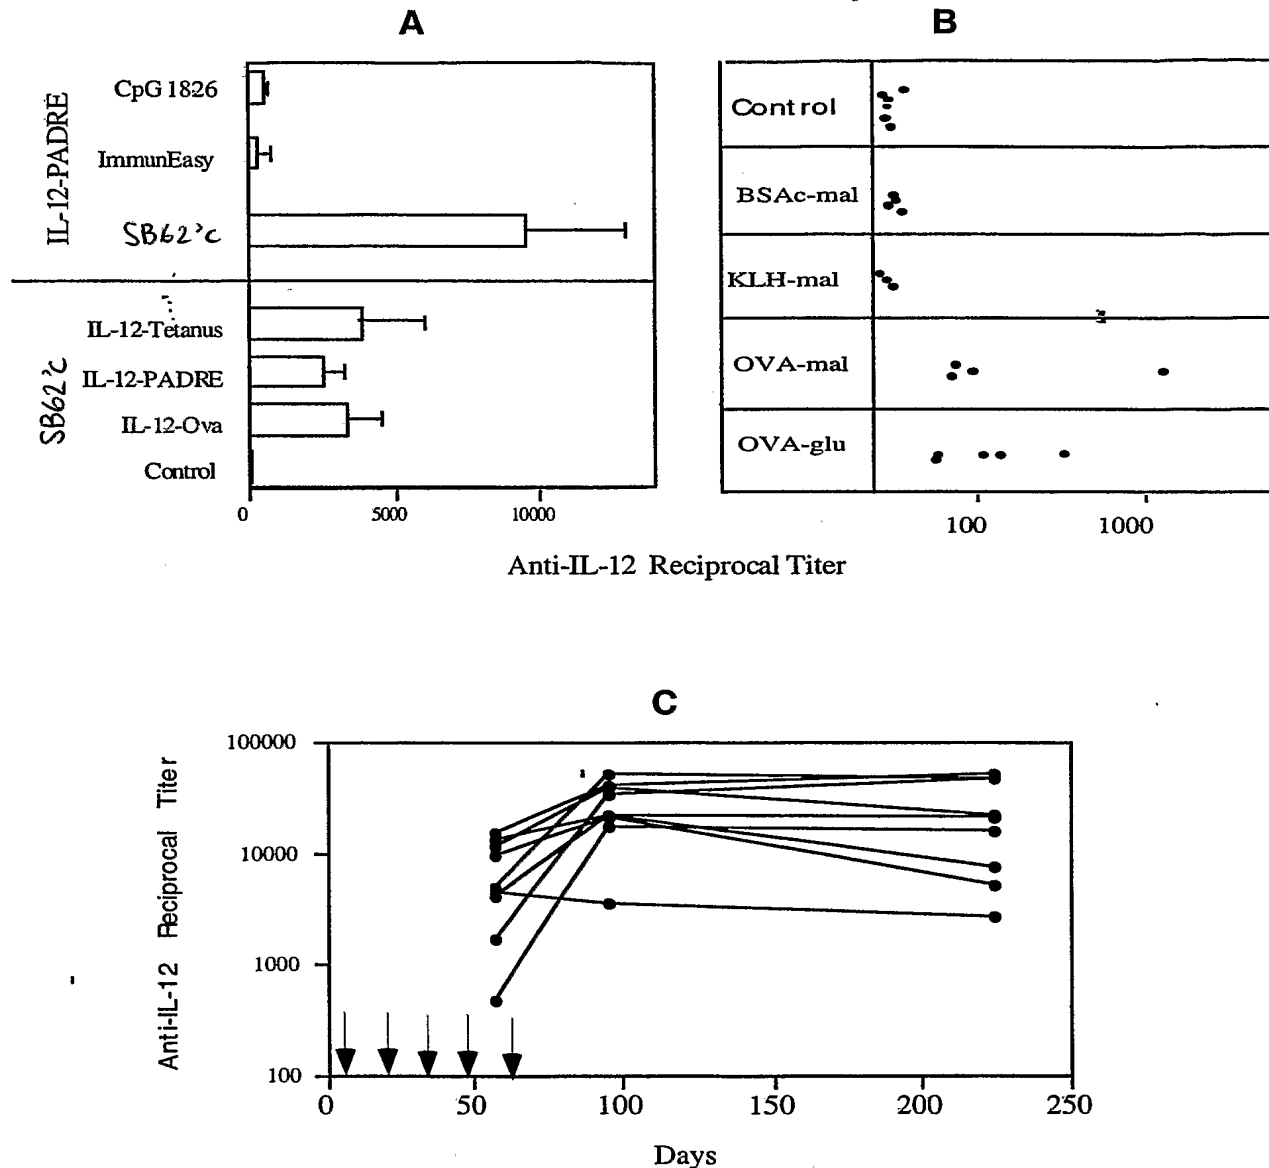 A
IL-12-PADRE
CpG 1826
ImmunEasy
SB62'c
SB62'c
IL-12-Tetanus
IL-12-PADRE
IL-12-Ova
Control
0 5000 10000
B
Control
BSAc-mal
KLH-mal
OVA-mal
OVA-glu
100 1000
Anti-IL-12 Reciprocal Titer
C
Anti-IL-12 Reciprocal Titer
100000
10000
1000
100
0 50 100 150 200 250
Days